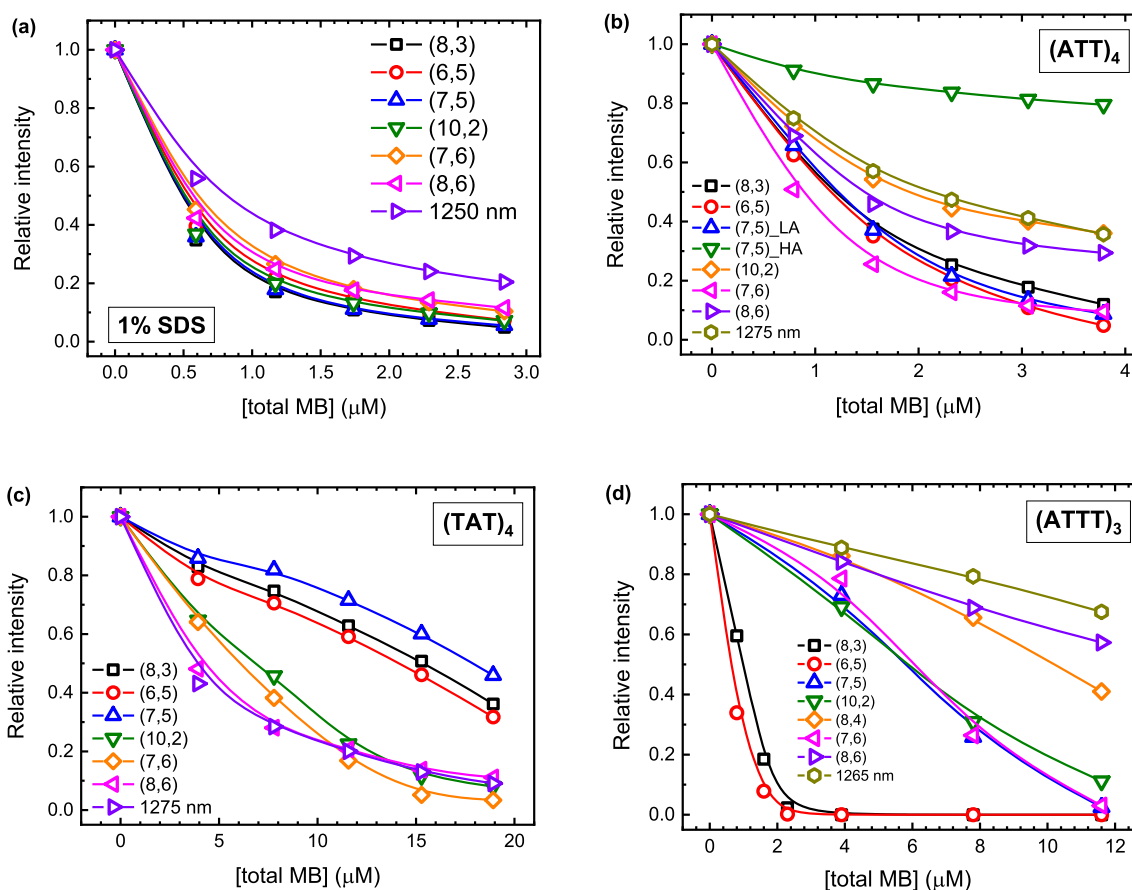 (a)
Relative intensity
1.0
0.8
0.6
0.4
0.2
0.0
(8,3)
(6,5)
(7,5)
(10,2)
(7,6)
(8,6)
1250 nm
1% SDS
0.0 0.5 1.0 1.5 2.0 2.5 3.0
[total MB] (μM)
(b)
Relative intensity
1.0
0.8
0.6
0.4
0.2
0.0
(ATT)4
(8,3)
(6,5)
(7,5)_LA
(7,5)_HA
(10,2)
(7,6)
(8,6)
1275 nm
0 1 2 3 4
[total MB] (μM)
(c)
Relative intensity
1.0
0.8
0.6
0.4
0.2
0.0
(TAT)4
(8,3)
(6,5)
(7,5)
(10,2)
(7,6)
(8,6)
1275 nm
0 5 10 15 20
[total MB] (μM)
(d)
Relative intensity
1.0
0.8
0.6
0.4
0.2
0.0
(ATTT)3
(8,3)
(6,5)
(7,5)
(10,2)
(8,4)
(7,6)
(8,6)
1265 nm
0 2 4 6 8 10 12
[total MB] (μM)